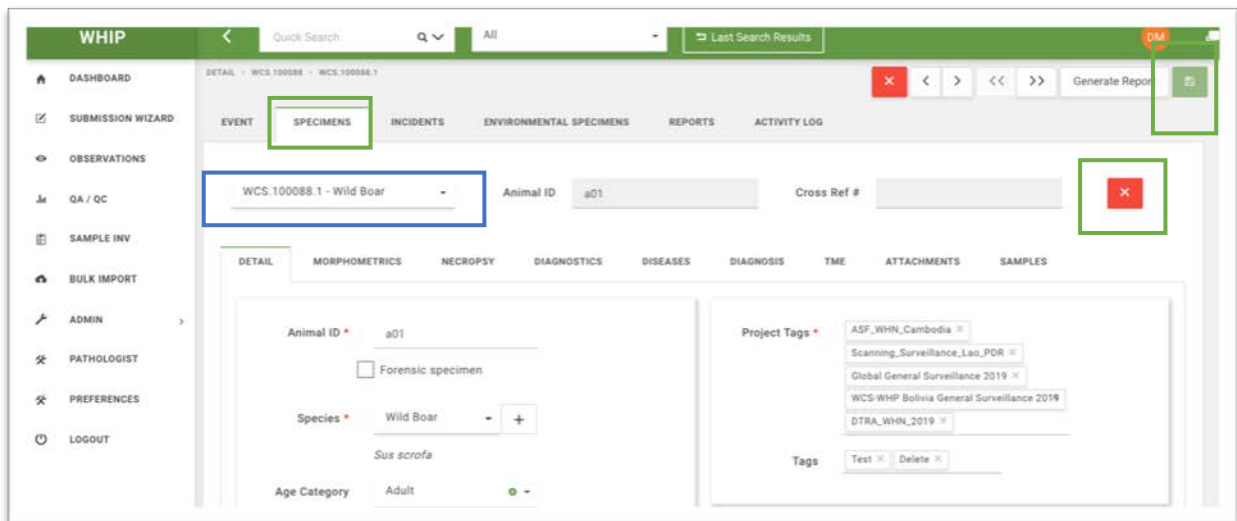 WHIP
Quick Search
All
Last Search Results
DM
DASHBOARD
SUBMISSION WIZARD
OBSERVATIONS
QA / QC
SAMPLE INV
BULK IMPORT
ADMIN
PATHOLOGIST
PREFERENCES
LOGOUT
DETAIL - WCS.100088 - WCS.100088.1
Generate Report
EVENT SPECIMENS INCIDENTS ENVIRONMENTAL SPECIMENS REPORTS ACTIVITY LOG
WCS.100088.1 - Wild Boar Animal ID a01 Cross Ref #
DETAIL MORPHOMETRICS NECROPSY DIAGNOSTICS DISEASES DIAGNOSIS TME ATTACHMENTS SAMPLES
Animal ID * a01
Forensic specimen
Species * Wild Boar +
Sus scrofa
Age Category Adult
Project Tags * ASF_WHN_Cambodia ×
Scanning_Surveillance_Lao_PDR ×
Global General Surveillance 2019 ×
WCS-WHP Bolivia General Surveillance 2019
DTRA_WHN_2019 ×
Tags Test × Delete ×